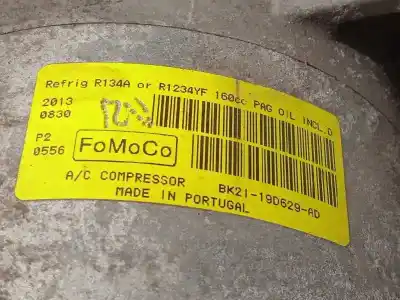 Refrig R134A or R1234YF 160cc PAG OIL INCL.D
2013
0830
P2
0556
FoMoCo
A/C COMPRESSOR BK21-19D629-AD
MADE IN PORTUGAL